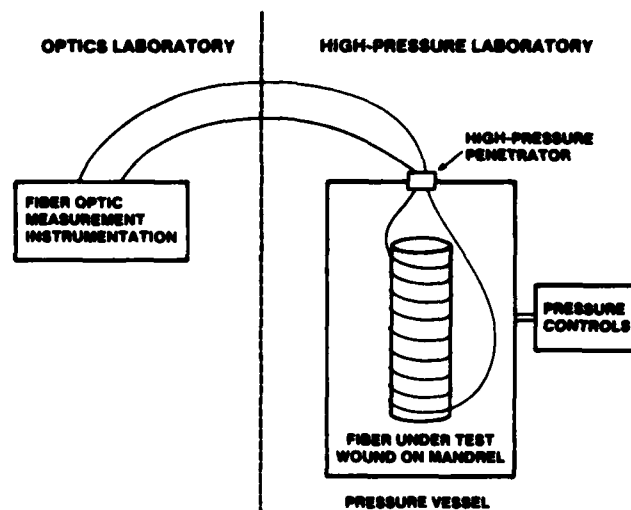 OPTICS LABORATORY
HIGH-PRESSURE LABORATORY
HIGH-PRESSURE
PENETRATOR
FIBER OPTIC
MEASUREMENT
INSTRUMENTATION
PRESSURE
CONTROLS
FIBER UNDER TEST
WOUND ON MANDREL
PRESSURE VESSEL